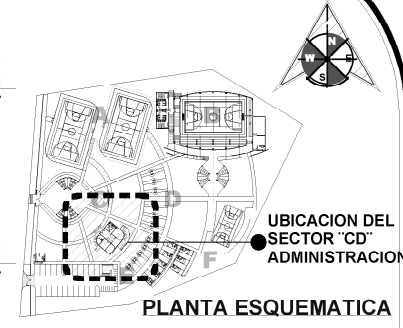 N
W E
S
A
B
C D
E
F
UBICACION DEL
SECTOR ¨CD¨
ADMINISTRACION
PLANTA ESQUEMATICA